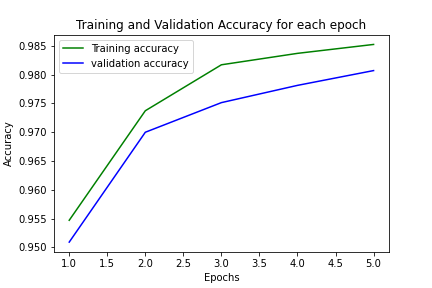 Training and Validation Accuracy for each epoch
Training accuracy
validation accuracy
Accuracy
0.985
0.980
0.975
0.970
0.965
0.960
0.955
0.950
1.0 1.5 2.0 2.5 3.0 3.5 4.0 4.5 5.0
Epochs